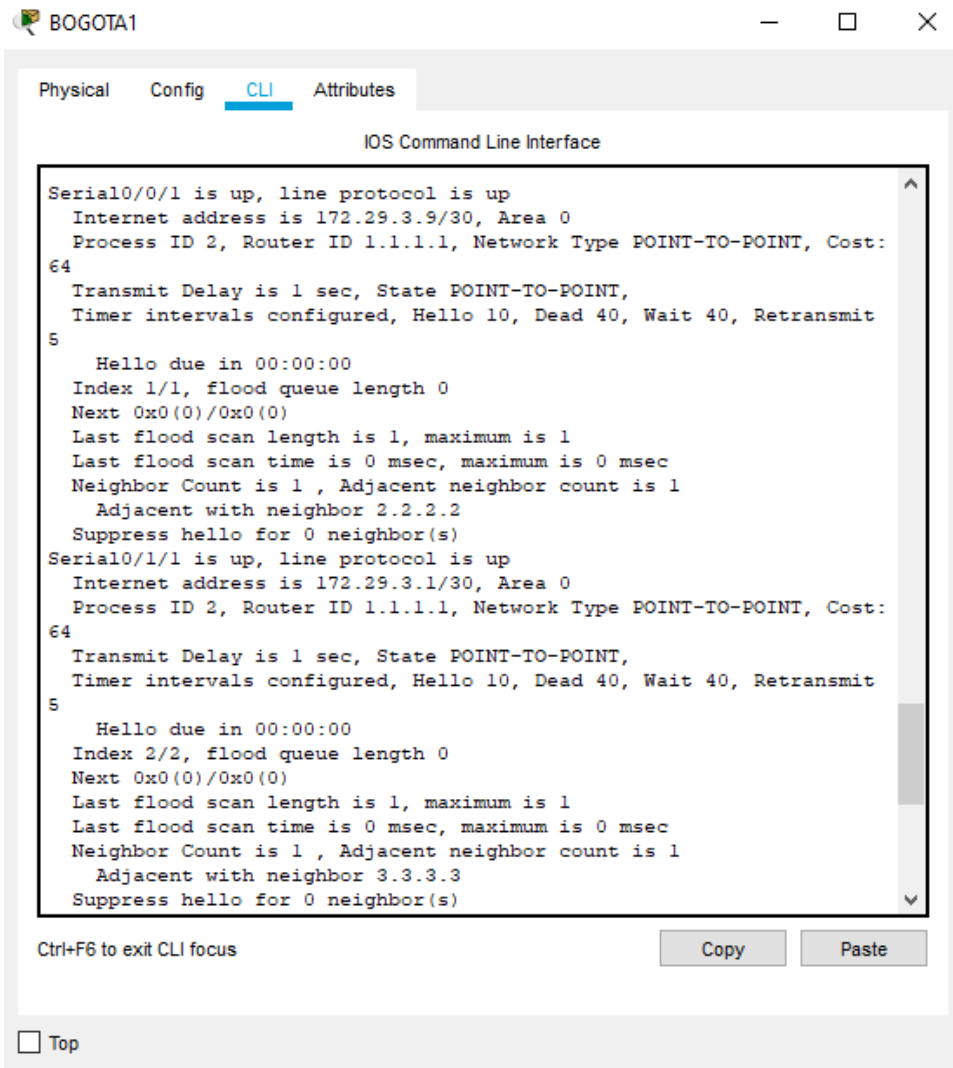 BOGOTA1
Physical Config CLI Attributes
IOS Command Line Interface
Serial0/0/1 is up, line protocol is up
  Internet address is 172.29.3.9/30, Area 0
  Process ID 2, Router ID 1.1.1.1, Network Type POINT-TO-POINT, Cost:
64
  Transmit Delay is 1 sec, State POINT-TO-POINT,
  Timer intervals configured, Hello 10, Dead 40, Wait 40, Retransmit
5
    Hello due in 00:00:00
  Index 1/1, flood queue length 0
  Next 0x0(0)/0x0(0)
  Last flood scan length is 1, maximum is 1
  Last flood scan time is 0 msec, maximum is 0 msec
  Neighbor Count is 1 , Adjacent neighbor count is 1
    Adjacent with neighbor 2.2.2.2
  Suppress hello for 0 neighbor(s)
Serial0/1/1 is up, line protocol is up
  Internet address is 172.29.3.1/30, Area 0
  Process ID 2, Router ID 1.1.1.1, Network Type POINT-TO-POINT, Cost:
64
  Transmit Delay is 1 sec, State POINT-TO-POINT,
  Timer intervals configured, Hello 10, Dead 40, Wait 40, Retransmit
5
    Hello due in 00:00:00
  Index 2/2, flood queue length 0
  Next 0x0(0)/0x0(0)
  Last flood scan length is 1, maximum is 1
  Last flood scan time is 0 msec, maximum is 0 msec
  Neighbor Count is 1 , Adjacent neighbor count is 1
    Adjacent with neighbor 3.3.3.3
  Suppress hello for 0 neighbor(s)
Ctrl+F6 to exit CLI focus Copy Paste
Top